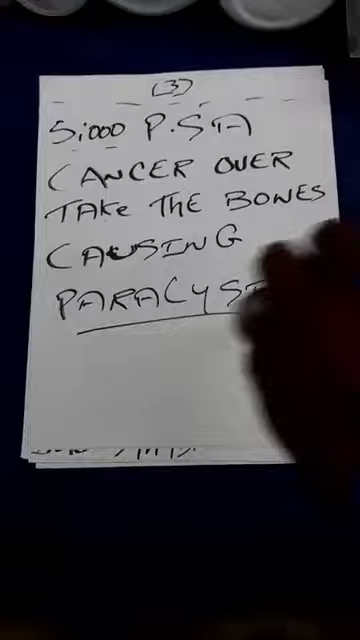 (3)
5,000 P.S.A
CANCER OVER
TAKe THE BONES
CAUSING
PARALYS